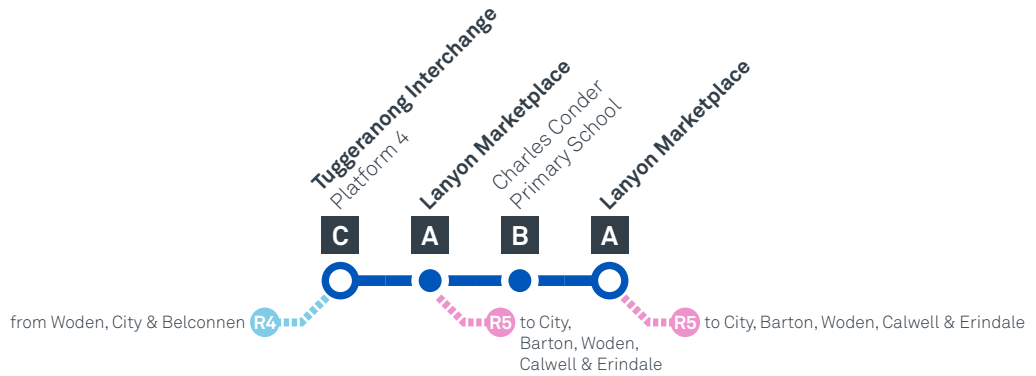 Tuggeranong Interchange
Platform 4
Lanyon Marketplace
Charles Conder
Primary School
Lanyon Marketplace
C
A
B
A
from Woden, City & Belconnen R4
R5 to City,
Barton, Woden,
Calwell & Erindale
R5 to City, Barton, Woden, Calwell & Erindale